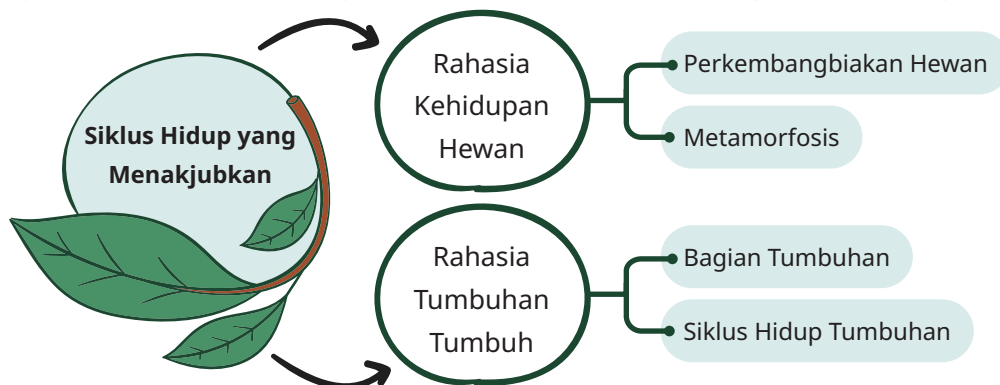 Siklus Hidup yang
Menakjubkan
Rahasia
Kehidupan
Hewan
Perkembangbiakan Hewan
Metamorfosis
Rahasia
Tumbuhan
Tumbuh
Bagian Tumbuhan
Siklus Hidup Tumbuhan